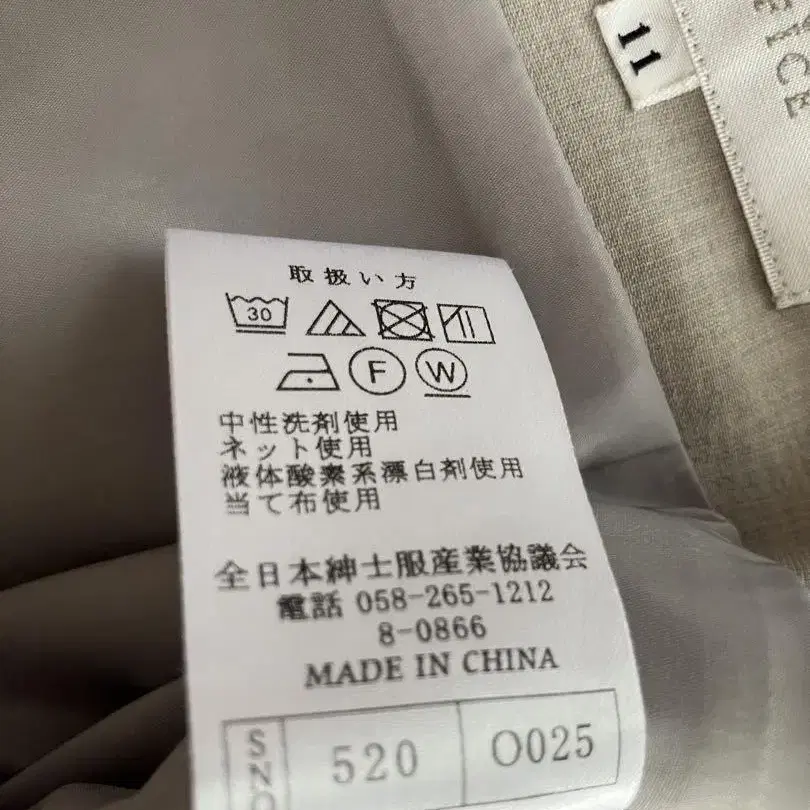 11
FICE
取扱い方
30
F W
中性洗剤使用
ネット使用
液体酸素系漂白剤使用
当て布使用
全日本紳士服産業協議会
電話 058-265-1212
8-0866
MADE IN CHINA
SNO 520 O025